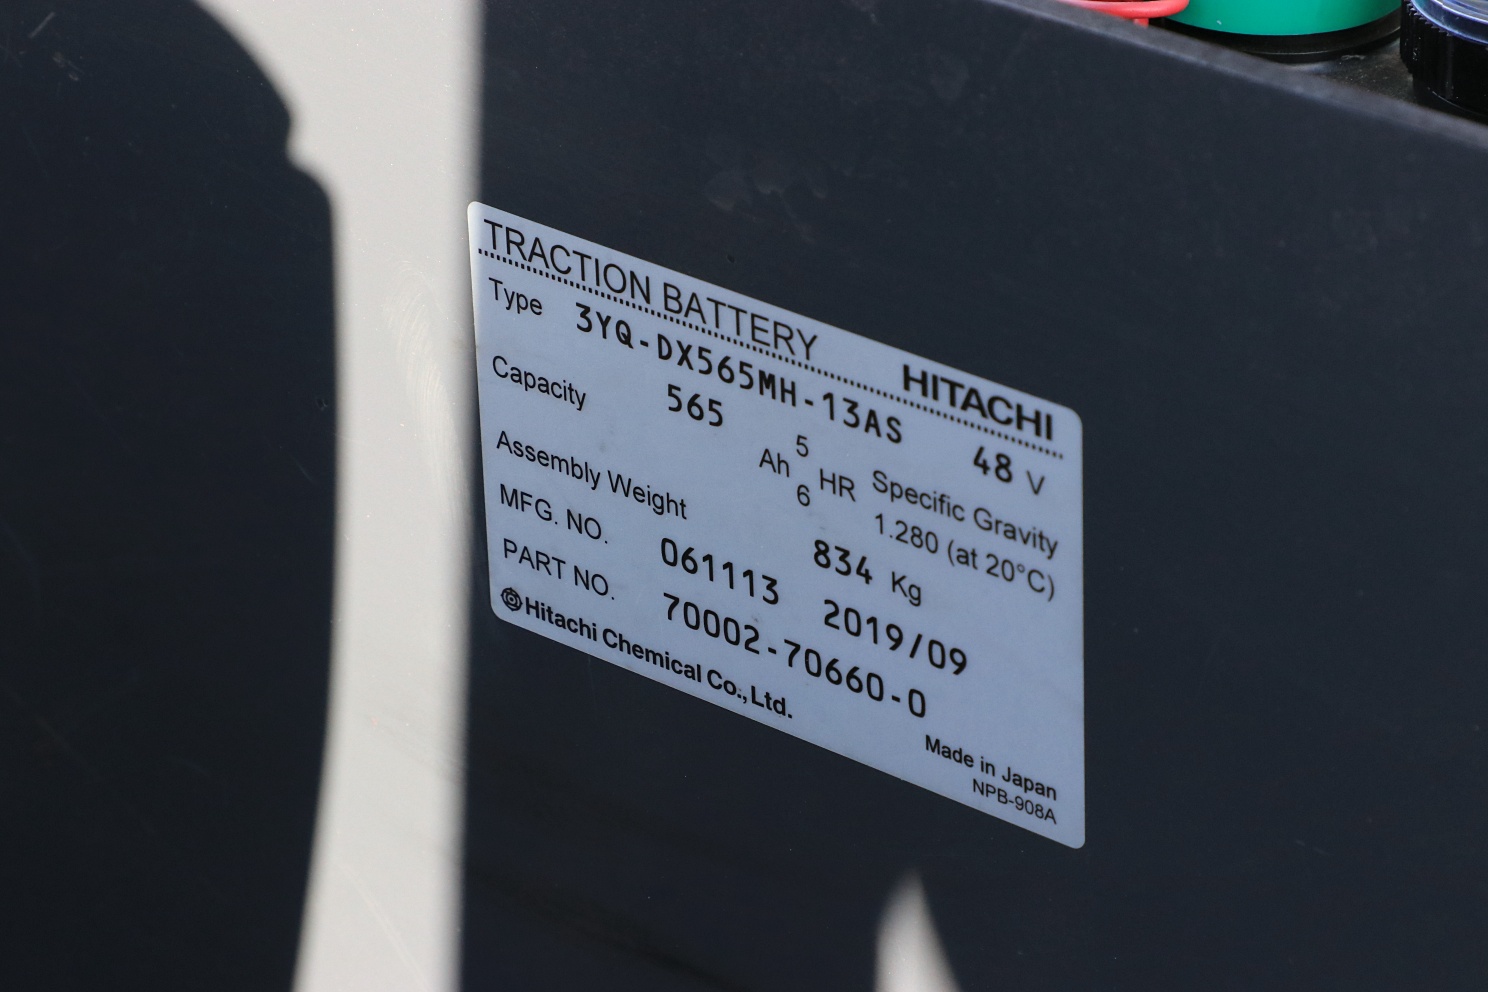 TRACTION BATTERY HITACHI
Type 3YQ-DX565MH-13AS 48 V
Capacity 565 Ah 5 HR Specific Gravity
6 1.280 (at 20°C)
Assembly Weight 834 Kg
MFG. NO. 061113 2019/09
PART NO. 70002-70660-0
Hitachi Chemical Co., Ltd.
Made in Japan
NPB-908A